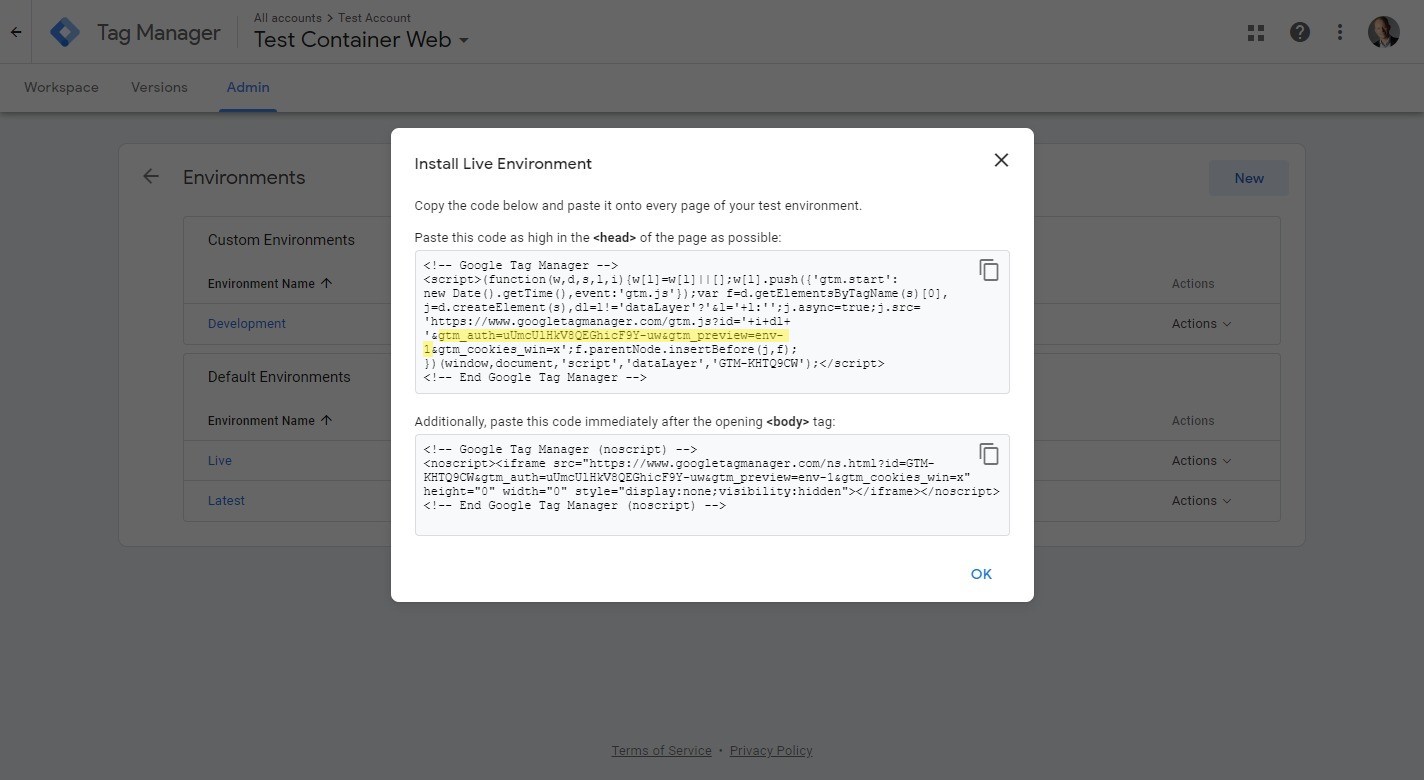 Tag Manager
All accounts > Test Account
Test Container Web
Workspace Versions Admin
Install Live Environment
Environments
New
Copy the code below and paste it onto every page of your test environment.
Paste this code as high in the <head> of the page as possible:
Custom Environments
<!-- Google Tag Manager -->
<script>(function(w,d,s,l,i){w[l]=w[l]||[];w[l].push({'gtm.start':
new Date().getTime(),event:'gtm.js'});var f=d.getElementsByTagName(s)[0],
j=d.createElement(s),dl=l!='dataLayer'?'&l='+l:'';j.async=true;j.src=
'https://www.googletagmanager.com/gtm.js?id='+i+dl+
'&gtm_auth=uUmcUlHkV8QEGhicF9Y-uw&gtm_preview=env-
1&gtm_cookies_win=x';f.parentNode.insertBefore(j,f);
})(window,document,'script','dataLayer','GTM-KHTQ9CW');</script>
<!-- End Google Tag Manager -->
Environment Name Actions
Development Actions
Default Environments
Environment Name Actions
Additionally, paste this code immediately after the opening <body> tag:
<!-- Google Tag Manager (noscript) -->
<noscript><iframe src="https://www.googletagmanager.com/ns.html?id=GTM-
KHTQ9CW&gtm_auth=uUmcUlHkV8QEGhicF9Y-uw&gtm_preview=env-1&gtm_cookies_win=x"
height="0" width="0" style="display:none;visibility:hidden"></iframe></noscript>
<!-- End Google Tag Manager (noscript) -->
Live Actions
Latest Actions
OK
Terms of Service • Privacy Policy